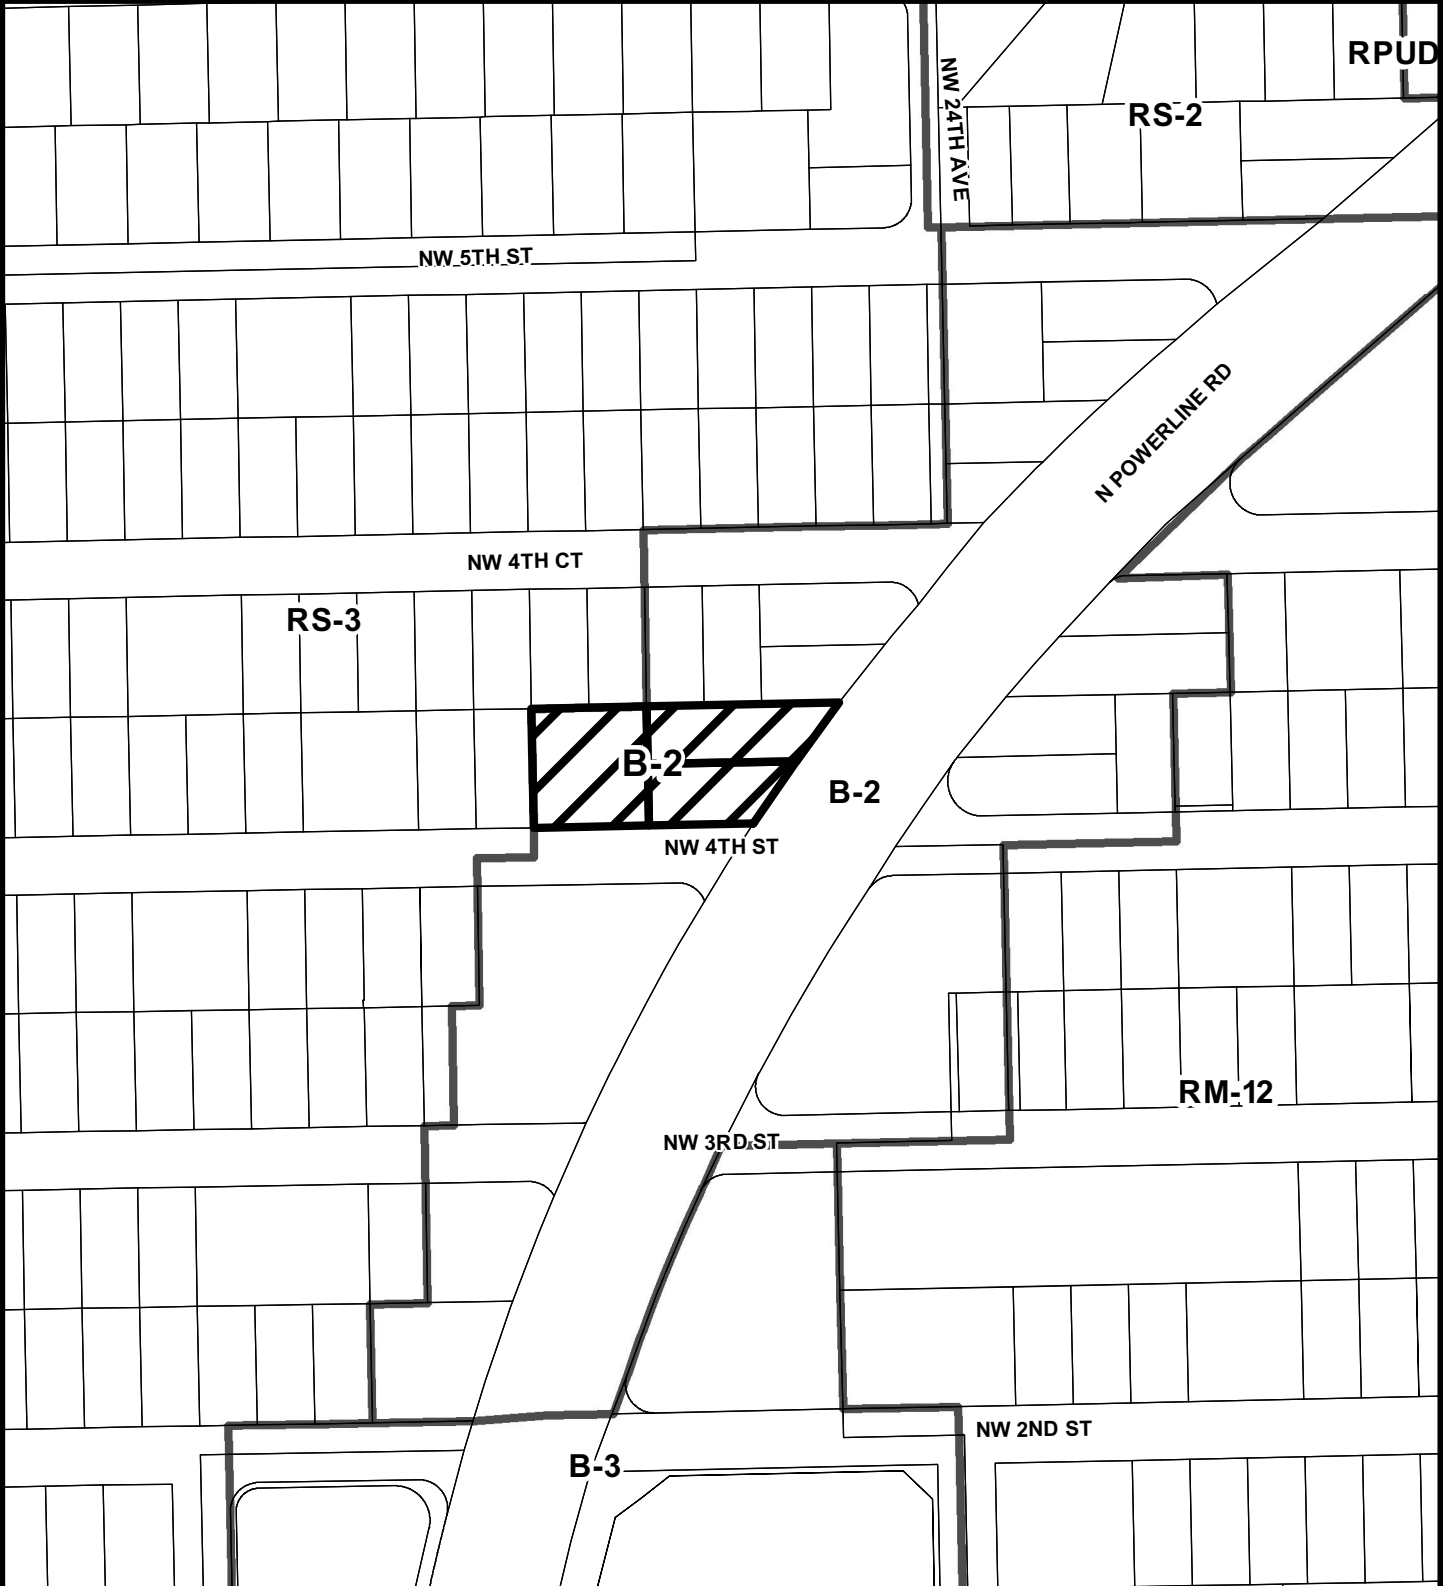 RPUD
RS-2
NW 24TH AVE
NW 5TH ST
N POWERLINE RD
NW 4TH CT
RS-3
B-2
B-2
NW 4TH ST
RM-12
NW 3RD ST
NW 2ND ST
B-3